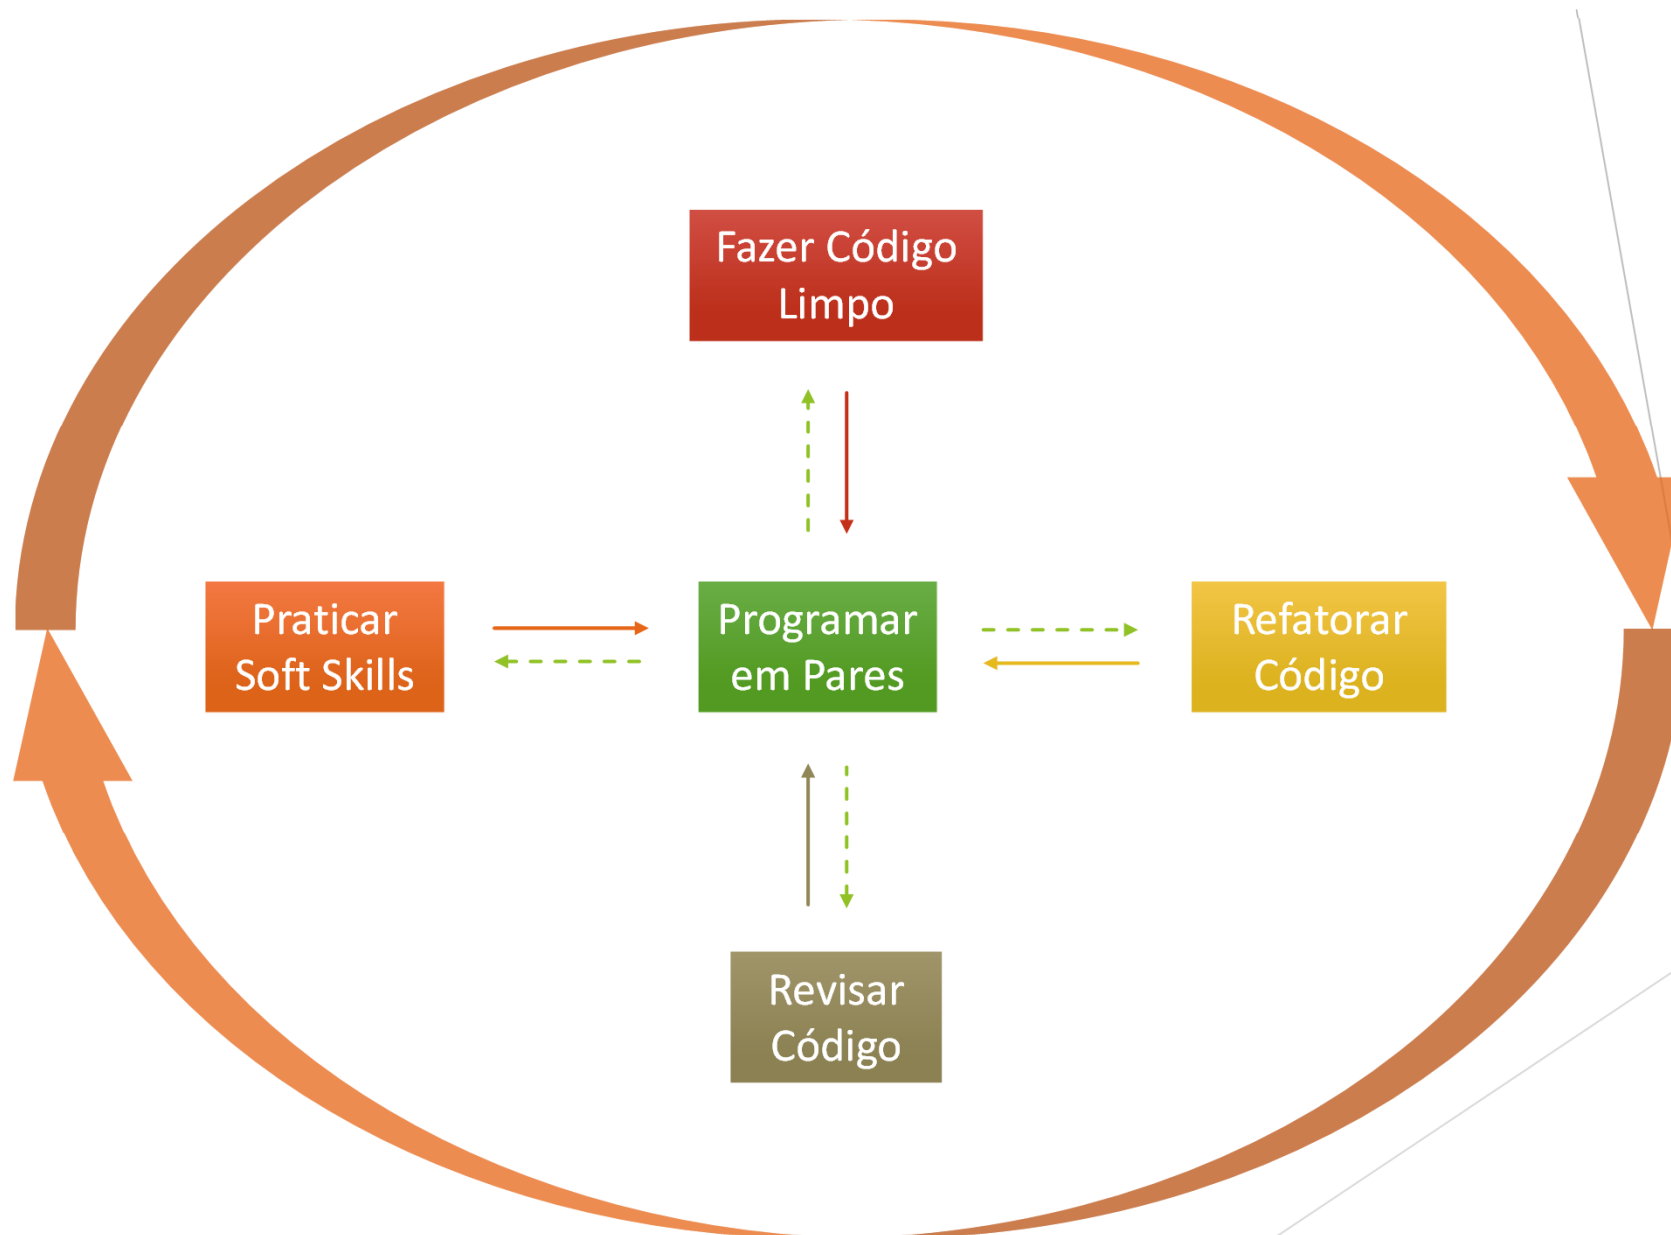 Fazer Código
Limpo
Praticar
Soft Skills
Programar
em Pares
Refatorar
Código
Revisar
Código